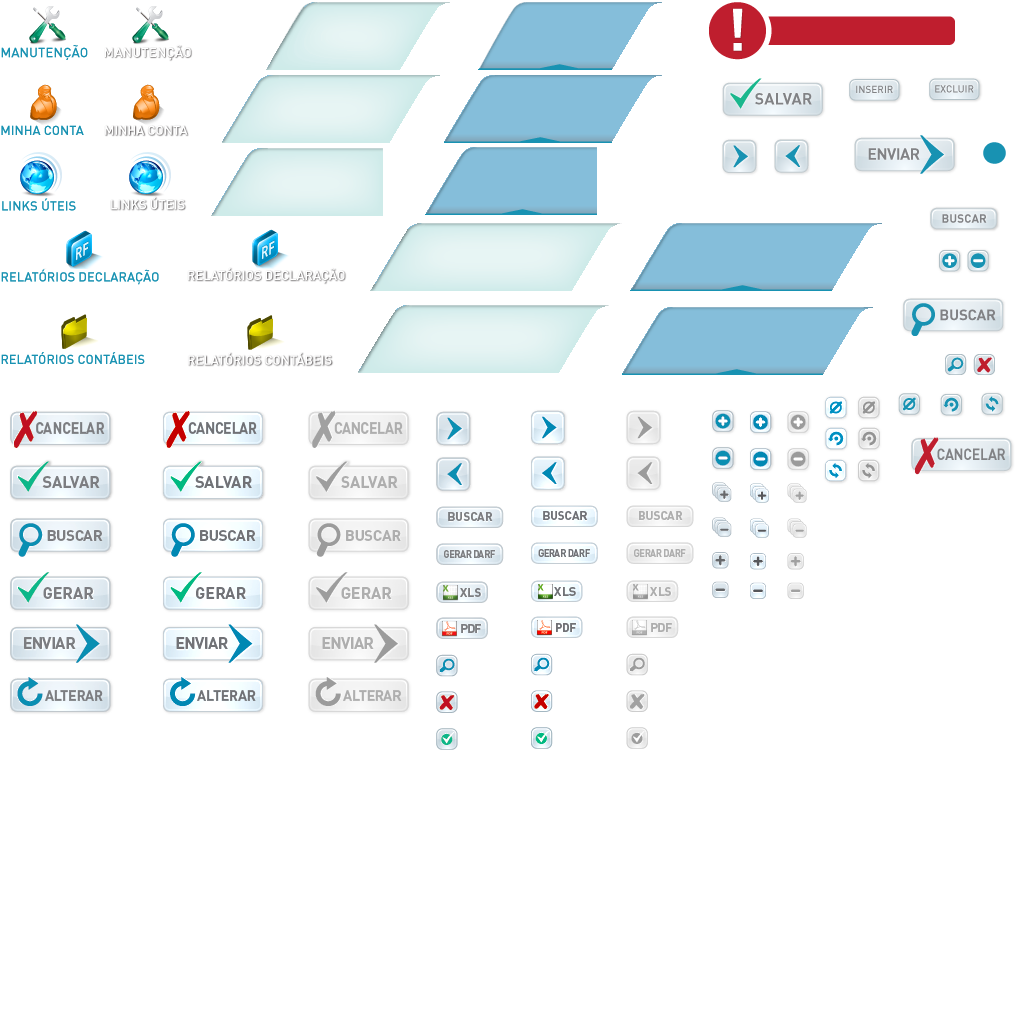 MANUTENÇÃO MANUTENÇÃO
!
SALVAR INSERIR EXCLUIR
MINHA CONTA MINHA CONTA
ENVIAR
LINKS ÚTEIS LINKS ÚTEIS
BUSCAR
RF RF
RELATÓRIOS DECLARAÇÃO RELATÓRIOS DECLARAÇÃO
BUSCAR
RELATÓRIOS CONTÁBEIS RELATÓRIOS CONTÁBEIS
CANCELAR CANCELAR CANCELAR
CANCELAR
SALVAR SALVAR SALVAR
BUSCAR BUSCAR BUSCAR
BUSCAR BUSCAR BUSCAR
GERAR DARF GERAR DARF GERAR DARF
GERAR GERAR GERAR
XLS XLS XLS
PDF PDF PDF
ENVIAR ENVIAR ENVIAR
ALTERAR ALTERAR ALTERAR